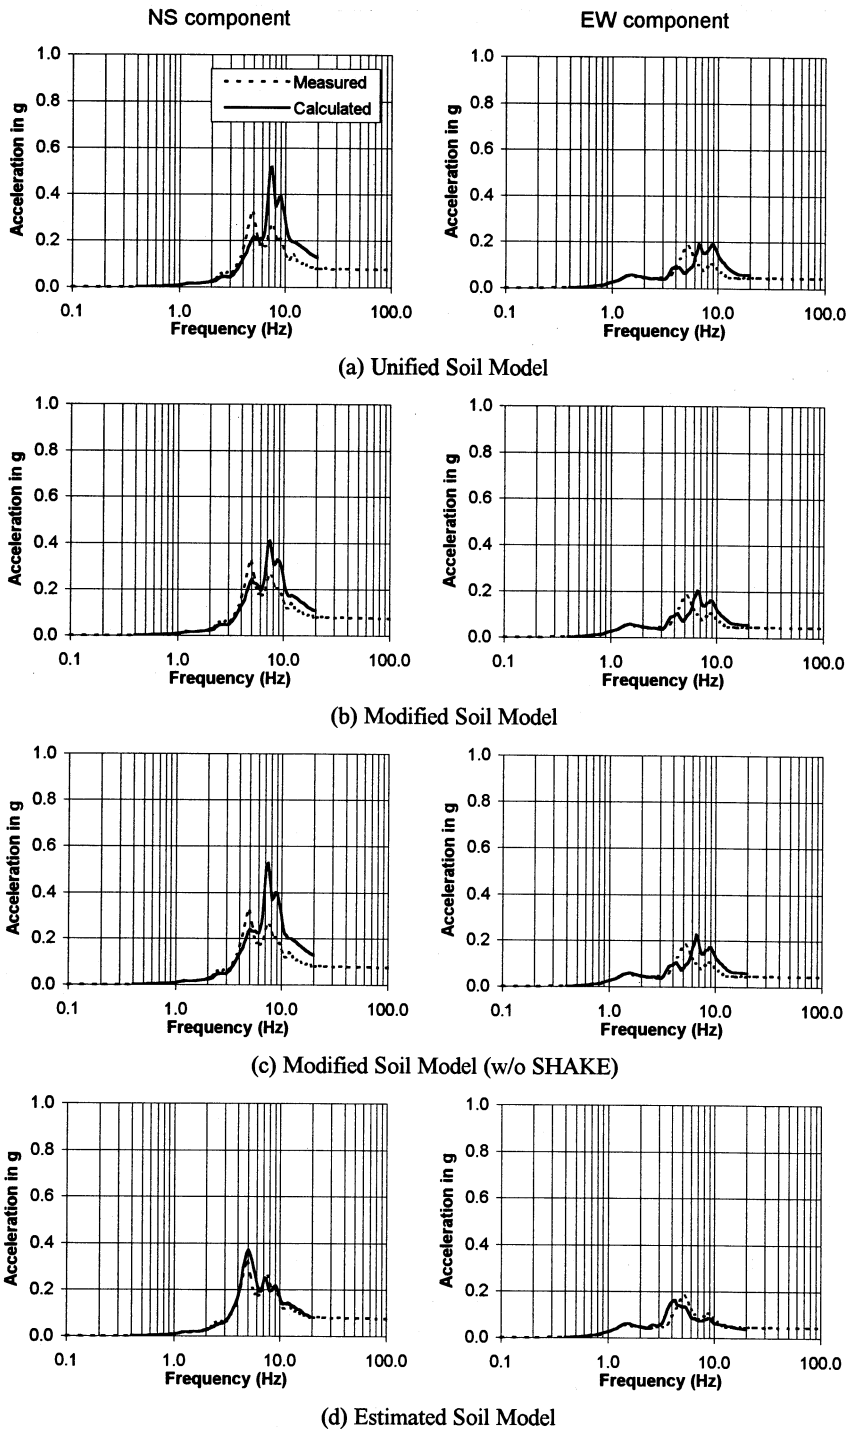 NS component
EW component
Acceleration in g
1.0
0.8
0.6
0.4
0.2
0.0
Measured
Calculated
0.1 1.0 10.0 100.0
Frequency (Hz)
Acceleration in g
1.0
0.8
0.6
0.4
0.2
0.0
0.1 1.0 10.0 100.0
Frequency (Hz)
(a) Unified Soil Model
Acceleration in g
1.0
0.8
0.6
0.4
0.2
0.0
0.1 1.0 10.0 100.0
Frequency (Hz)
Acceleration in g
1.0
0.8
0.6
0.4
0.2
0.0
0.1 1.0 10.0 100.0
Frequency (Hz)
(b) Modified Soil Model
Acceleration in g
1.0
0.8
0.6
0.4
0.2
0.0
0.1 1.0 10.0 100.0
Frequency (Hz)
Acceleration in g
1.0
0.8
0.6
0.4
0.2
0.0
0.1 1.0 10.0 100.0
Frequency (Hz)
(c) Modified Soil Model (w/o SHAKE)
Acceleration in g
1.0
0.8
0.6
0.4
0.2
0.0
0.1 1.0 10.0 100.0
Frequency (Hz)
Acceleration in g
1.0
0.8
0.6
0.4
0.2
0.0
0.1 1.0 10.0 100.0
Frequency (Hz)
(d) Estimated Soil Model